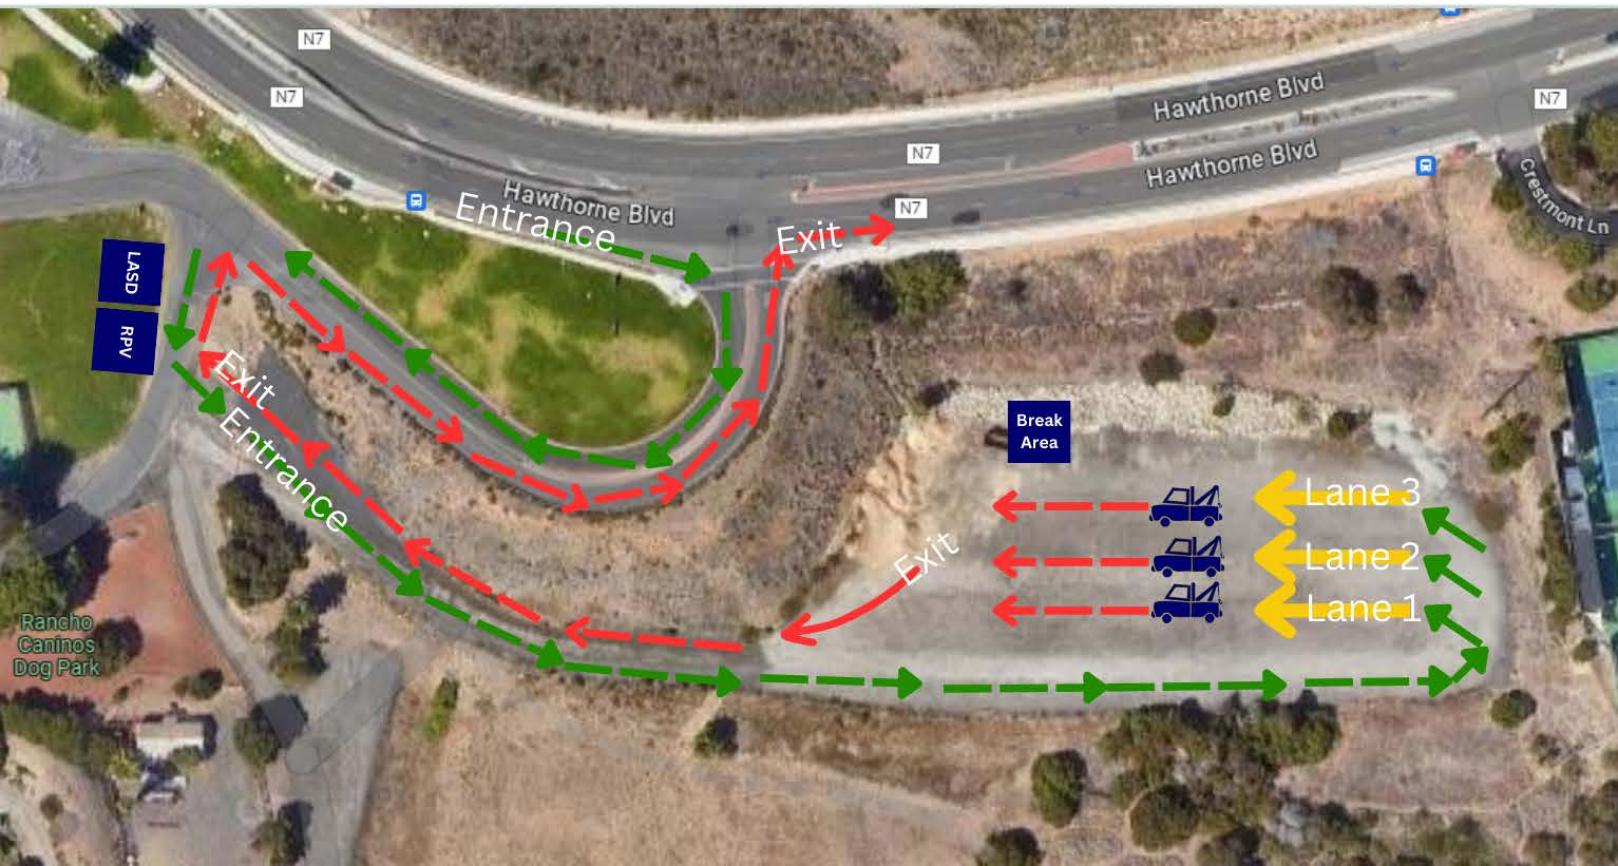 N7
N7
Hawthorne Blvd
N7
N7
Hawthorne Blvd
Crestmont Ln
Hawthorne Blvd
Entrance
N7
Exit
LASD
RPV
Exit
Entrance
Break
Area
Lane 3
Lane 2
Lane 1
Exit
Rancho
Caninos
Dog Park